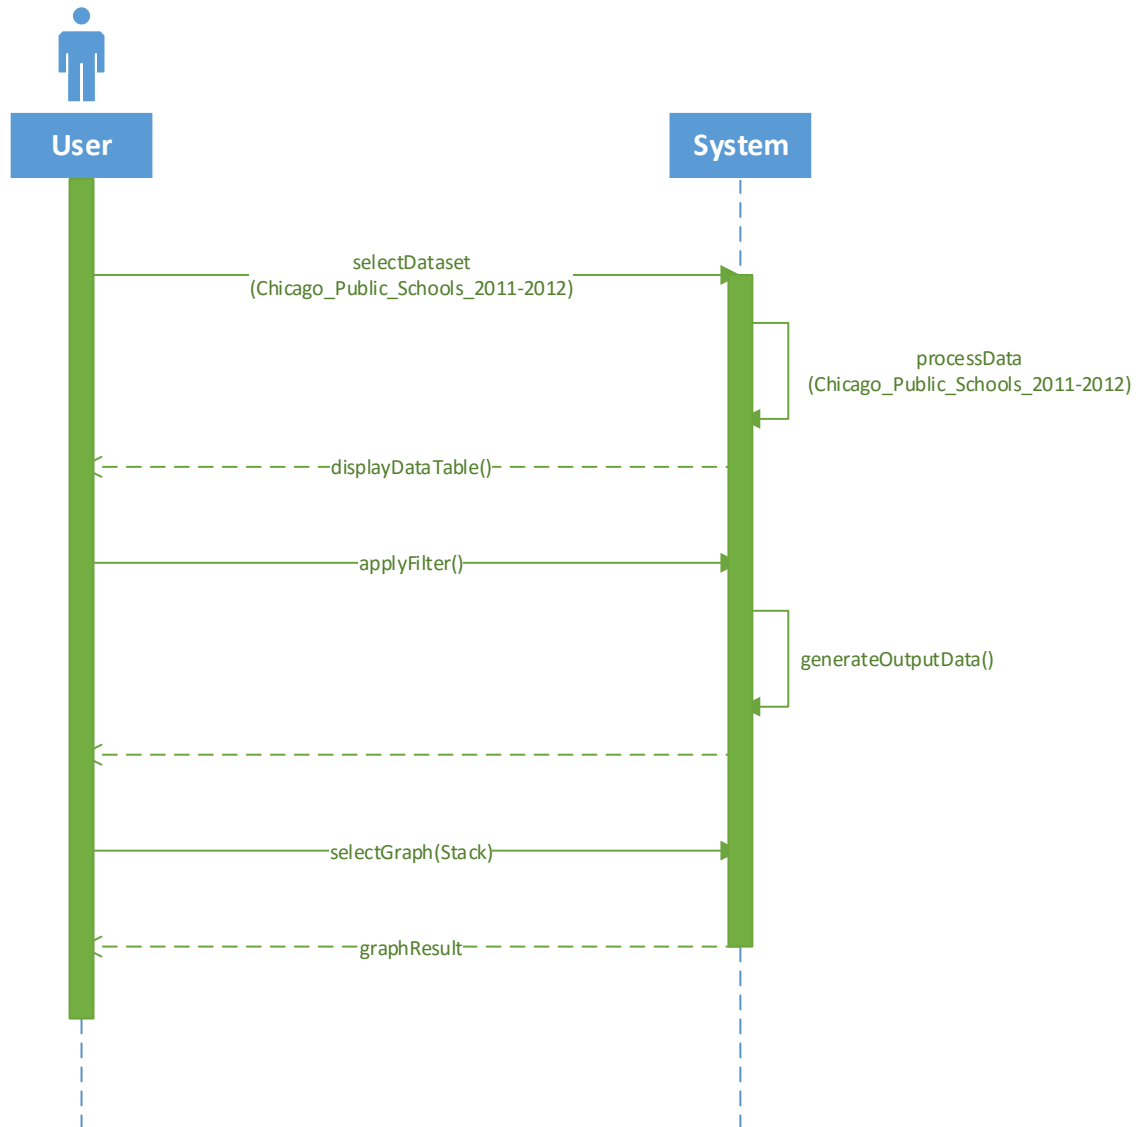 User
System
selectDataset
(Chicago_Public_Schools_2011-2012)
processData
(Chicago_Public_Schools_2011-2012)
displayDataTable()
applyFilter()
generateOutputData()
selectGraph(Stack)
graphResult